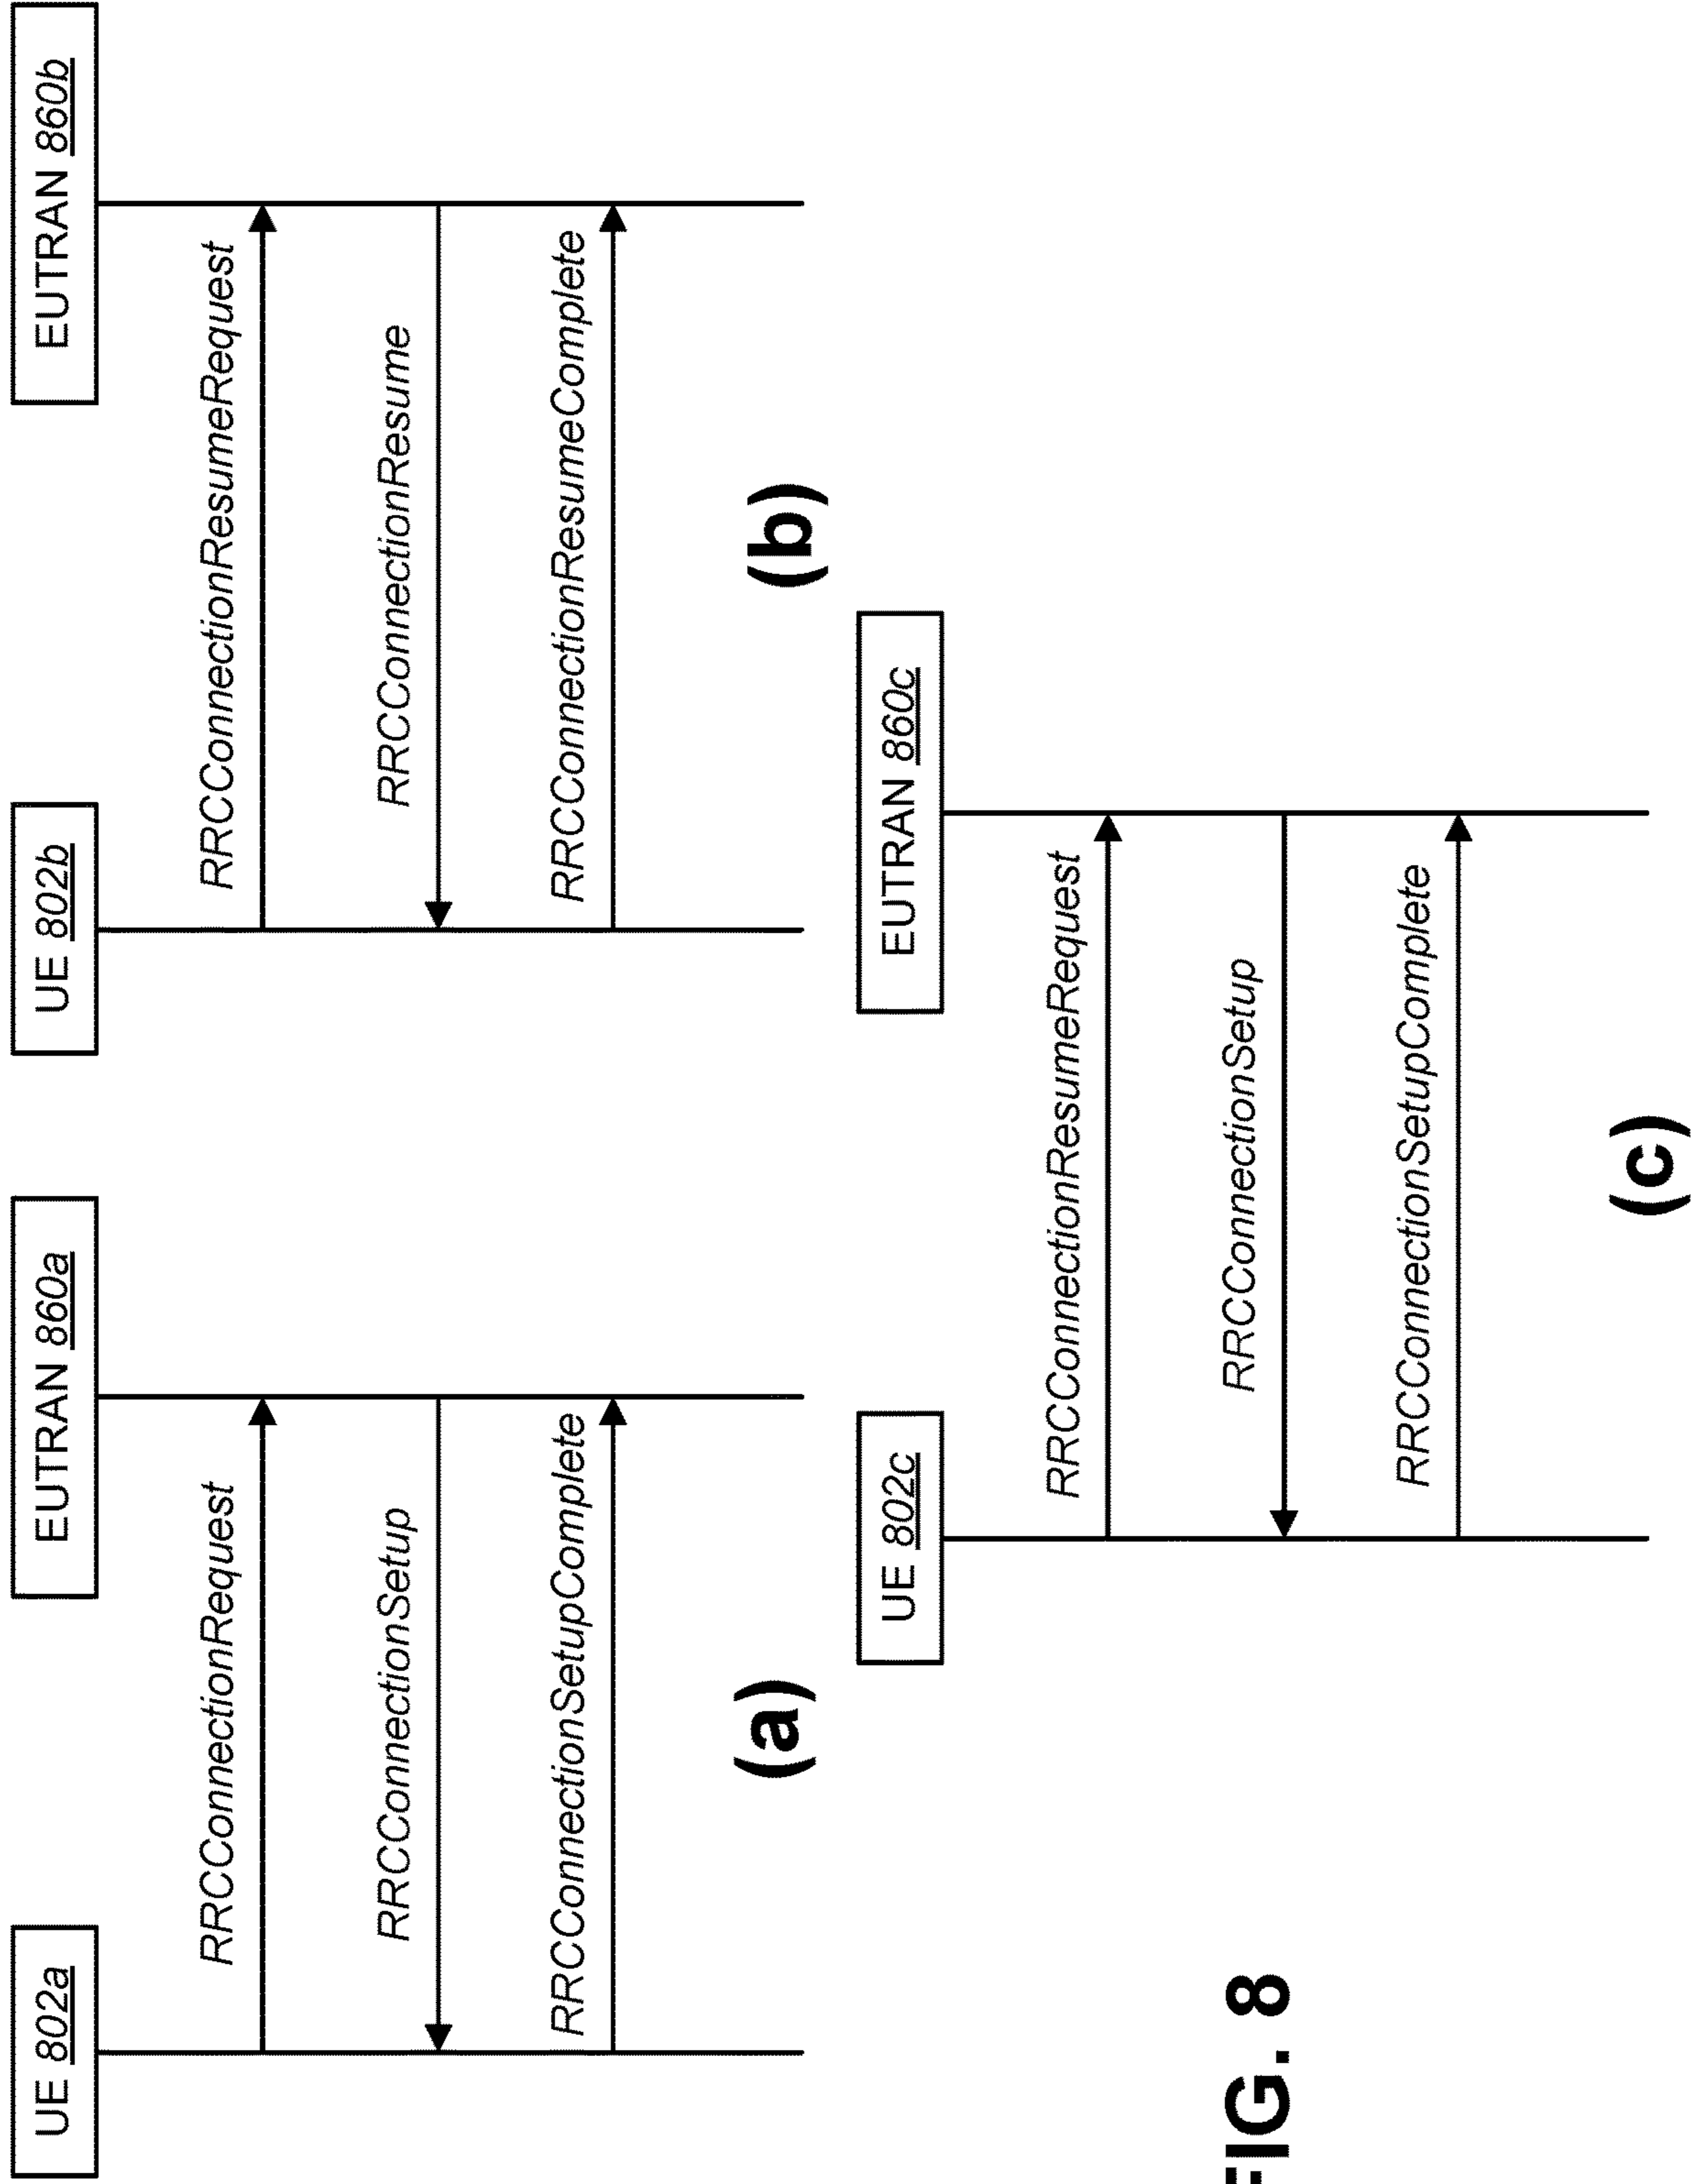 UE 802a
EUTRAN 860a
RRCConnectionRequest
RRCConnectionSetup
RRCConnectionSetupComplete
(a)
UE 802b
EUTRAN 860b
RRCConnectionResumeRequest
RRCConnectionResume
RRCConnectionResumeComplete
(b)
UE 802c
EUTRAN 860c
RRCConnectionResumeRequest
RRCConnectionSetup
RRCConnectionSetupComplete
(c)
FIG. 8